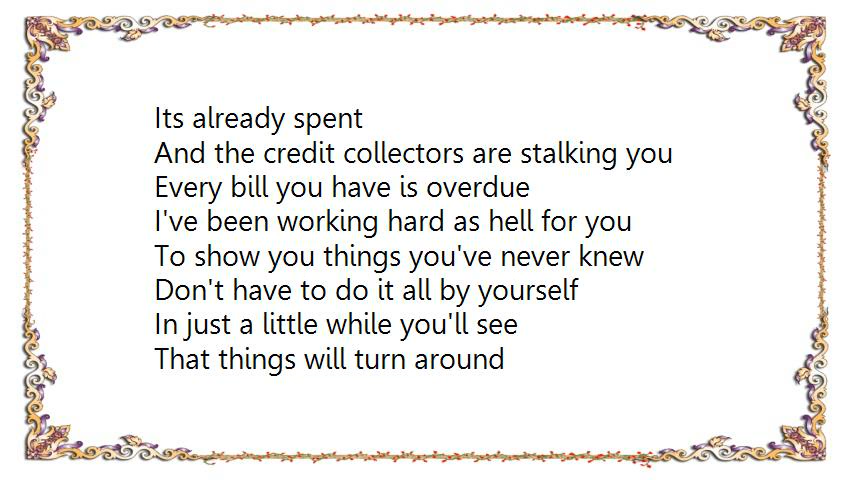 Its already spent
And the credit collectors are stalking you
Every bill you have is overdue
I've been working hard as hell for you
To show you things you've never knew
Don't have to do it all by yourself
In just a little while you'll see
That things will turn around